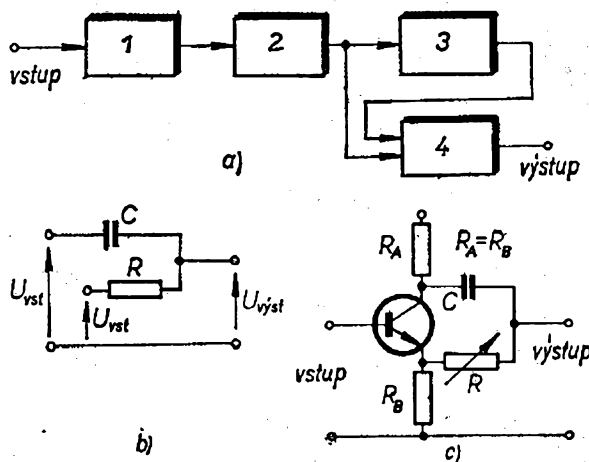 1
2
3
vstup
4
výstup
a)
C
R
U_vst
U_vst
U_výst
b)
R_A
R_A=R_B
C
vstup
R
výstup
R_B
c)